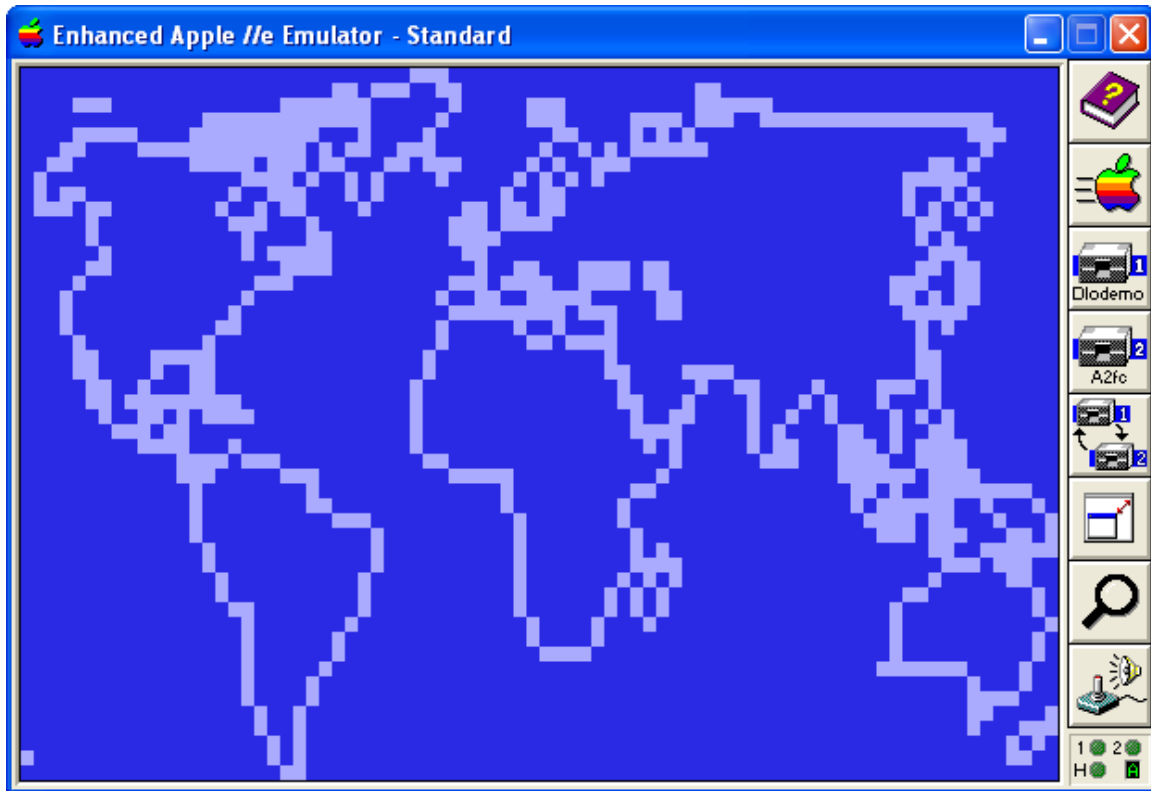 Enhanced Apple //e Emulator - Standard
?
1
Dlodemo
2
A2fc
1
2
1 2
H A